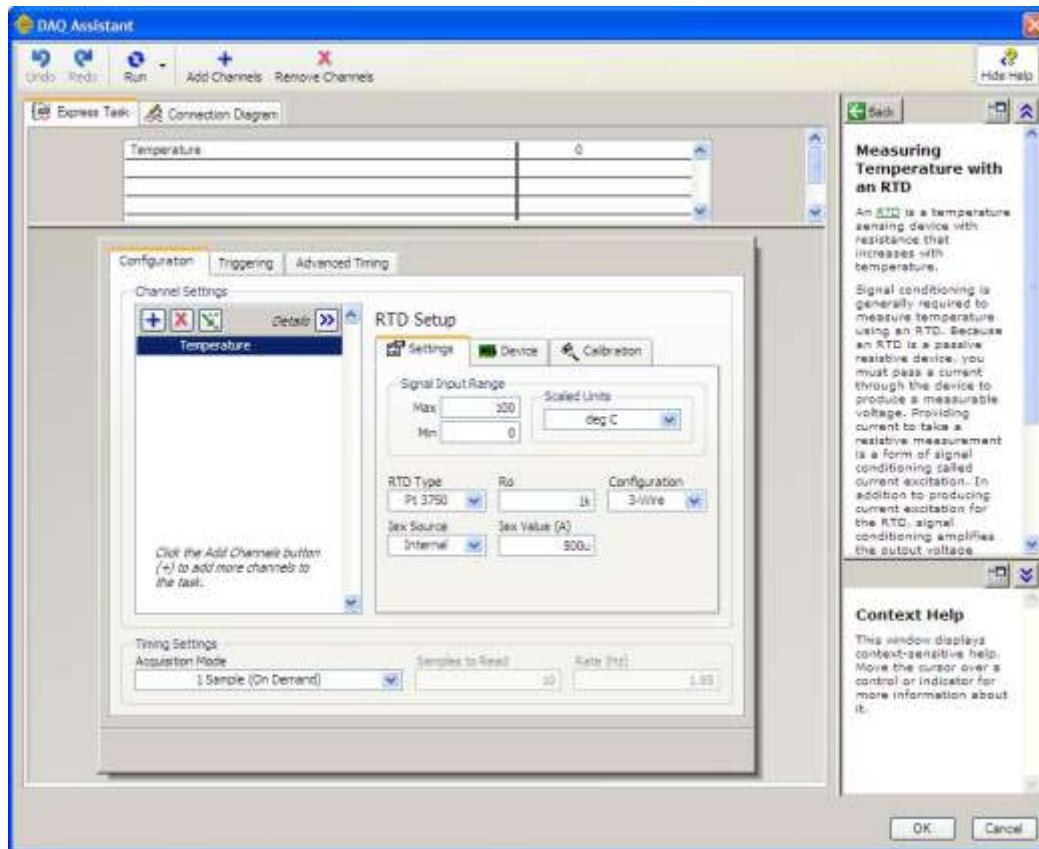 DAQ Assistant
Undo Redo Run Add Channels Remove Channels Hide Help
Express Task Connection Diagram
Temperature 0
Configuration Triggering Advanced Timing
Channel Settings
Details
Temperature
Click the Add Channels button
(+) to add more channels to
the task.
RTD Setup
Settings Device Calibration
Signal Input Range
Max 100
Min 0
Scaled Units
deg C
RTD Type Ro Configuration
Pt 3750 1k 3-Wire
Iex Source Iex Value (A)
Internal 500u
Timing Settings
Acquisition Mode Samples to Read Rate (Hz)
1 Sample (On Demand) 10
Back
Measuring
Temperature with
an RTD
An RTD is a temperature
sensing device with
resistance that
increases with
temperature.
Signal conditioning is
generally required to
measure temperature
using an RTD. Because
an RTD is a passive
resistive device, you
must pass a current
through the device to
produce a measurable
voltage. Providing
current to take a
resistive measurement
is a form of signal
conditioning called
current excitation. In
addition to producing
current excitation for
the RTD, signal
conditioning amplifies
the output voltage
Context Help
This window displays
context-sensitive help.
Move the cursor over a
control or indicator for
more information about
it.
OK Cancel